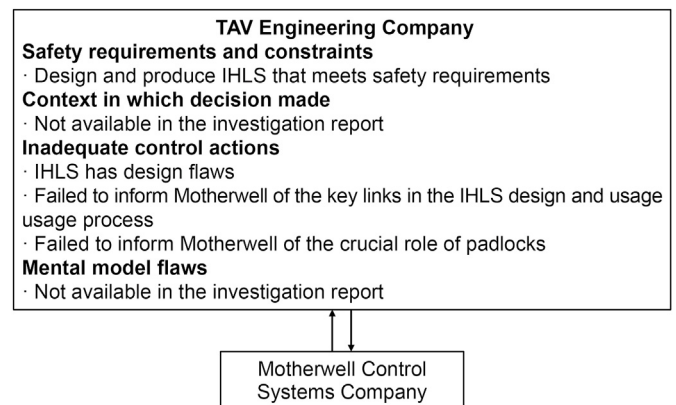 TAV Engineering Company
Safety requirements and constraints
· Design and produce IHLS that meets safety requirements
Context in which decision made
· Not available in the investigation report
Inadequate control actions
· IHLS has design flaws
· Failed to inform Motherwell of the key links in the IHLS design and usage
usage process
· Failed to inform Motherwell of the crucial role of padlocks
Mental model flaws
· Not available in the investigation report
Motherwell Control
Systems Company